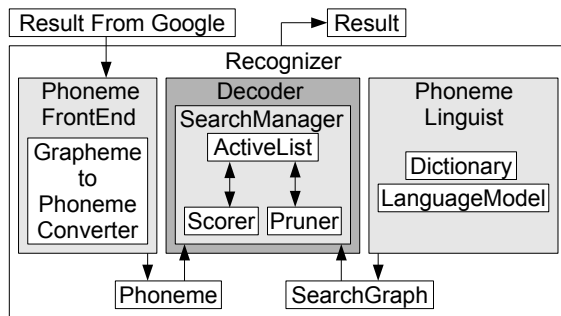 Result From Google
Result
Recognizer
Phoneme
FrontEnd
Grapheme
to
Phoneme
Converter
Decoder
SearchManager
ActiveList
Scorer
Pruner
Phoneme
Linguist
Dictionary
LanguageModel
Phoneme
SearchGraph